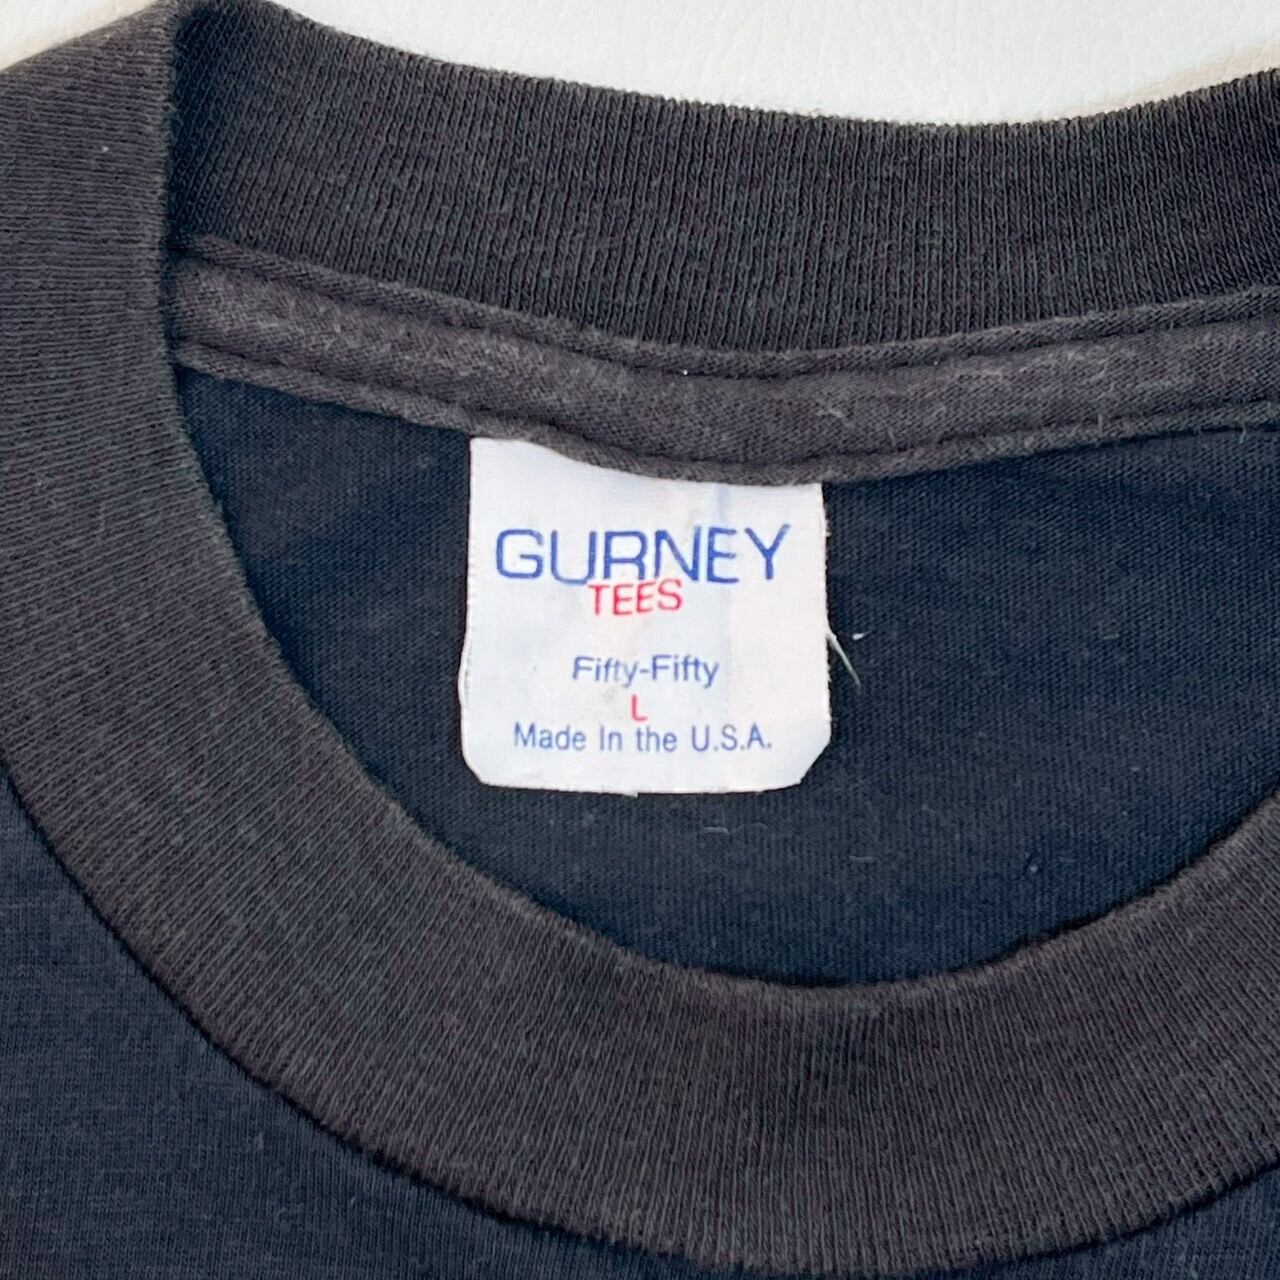 GURNEY
TEES
Fifty-Fifty
L
Made In the U.S.A.